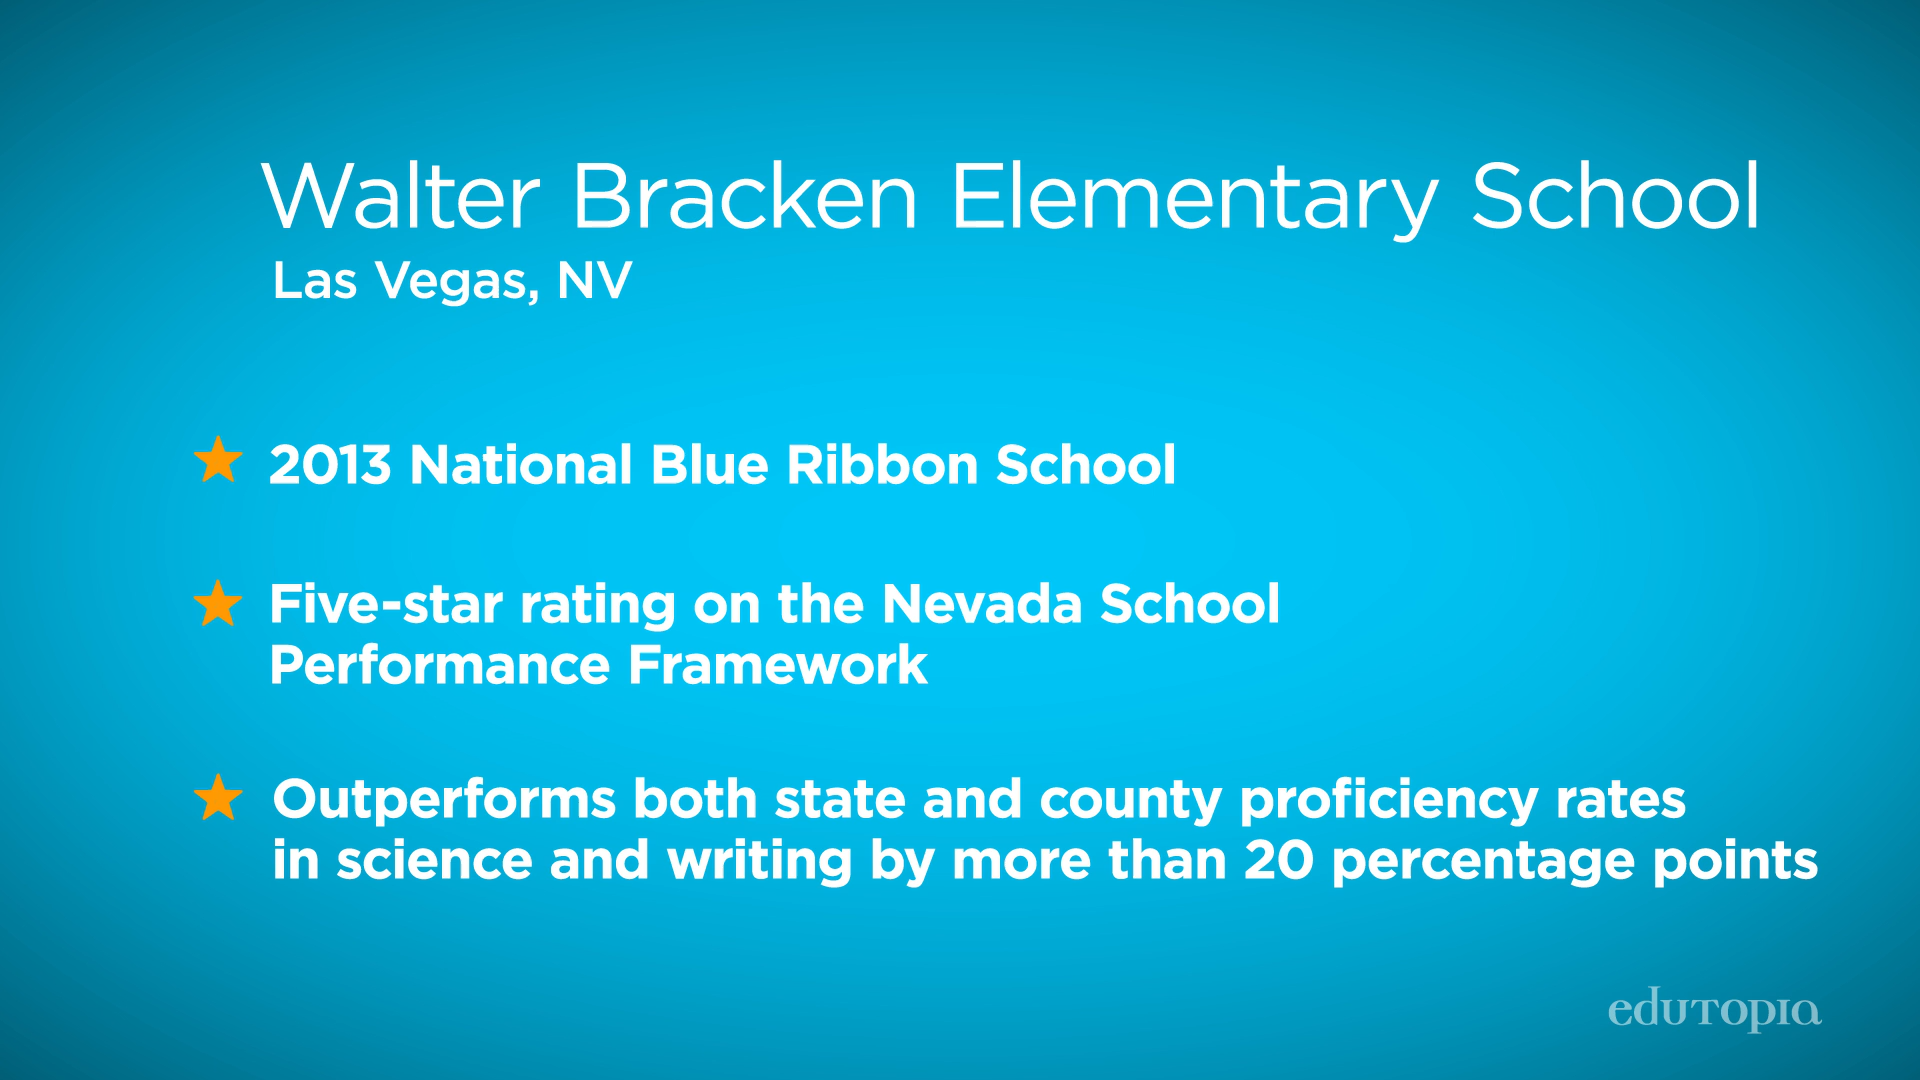 Walter Bracken Elementary School
Las Vegas, NV
2013 National Blue Ribbon School
Five-star rating on the Nevada School
Performance Framework
Outperforms both state and county proficiency rates
in science and writing by more than 20 percentage points
edutopia